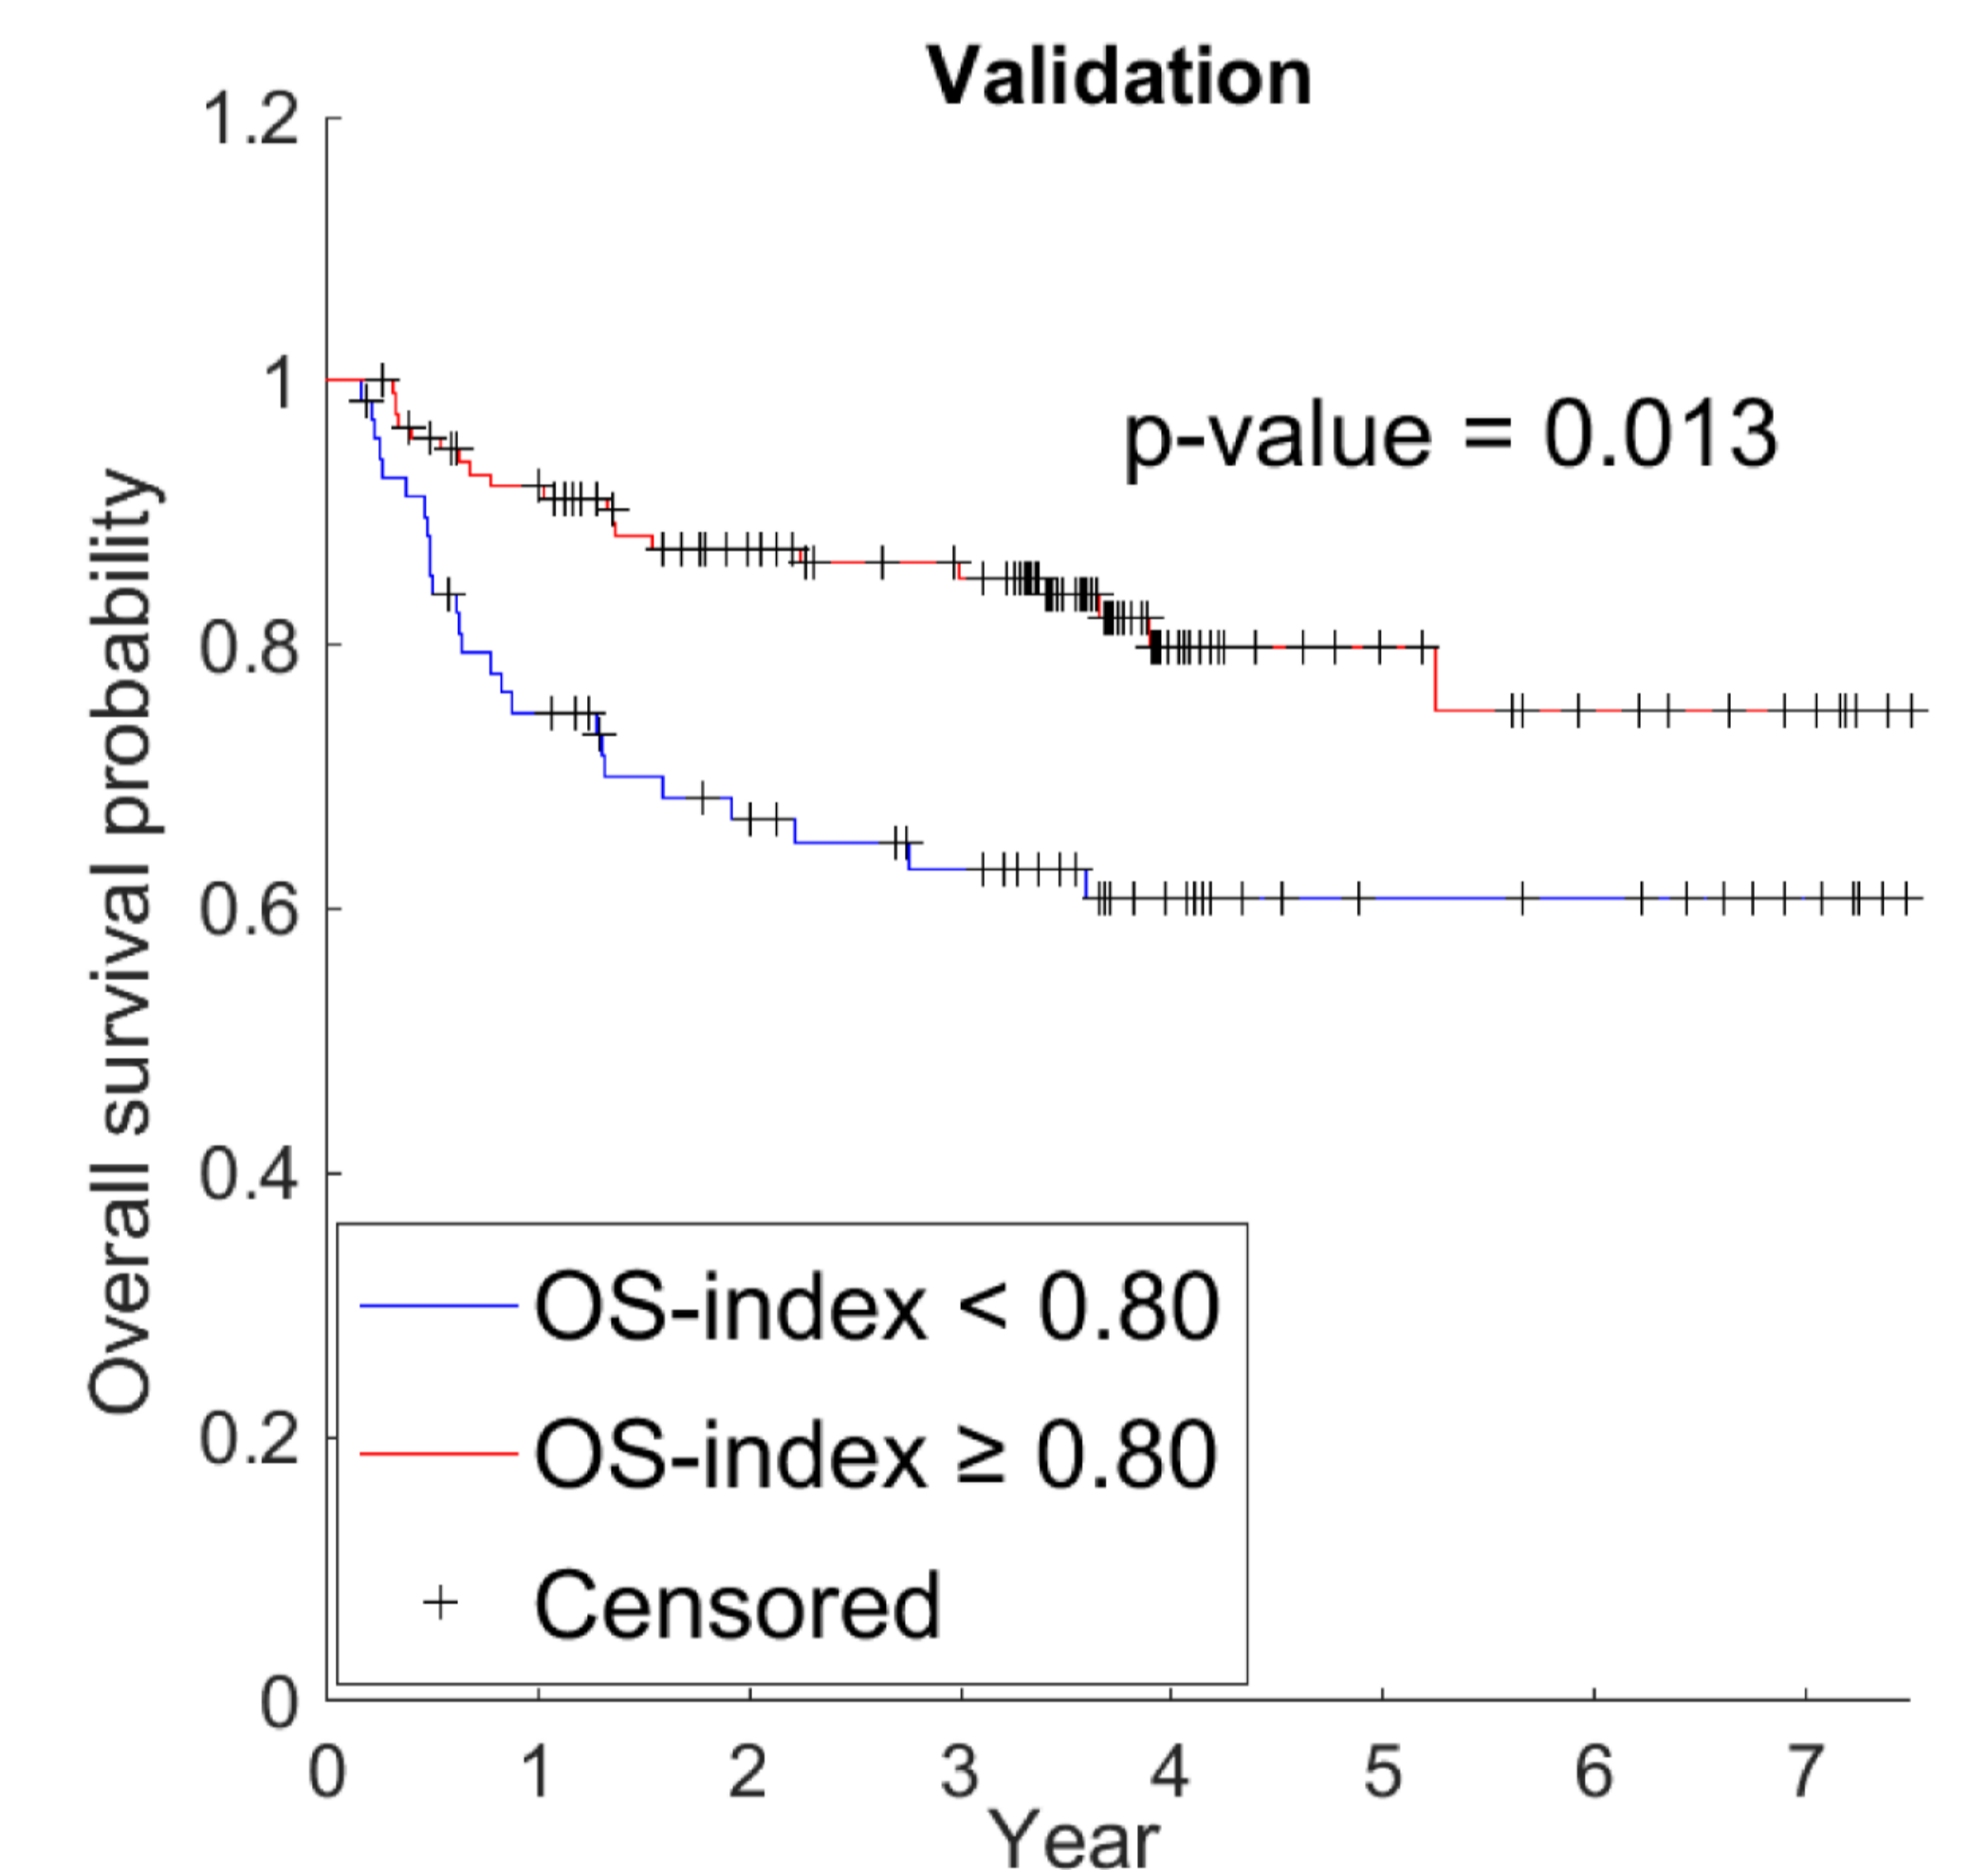 Validation
1.2
1
0.8
0.6
0.4
0.2
0
Overall survival probability
p-value = 0.013
OS-index < 0.80
OS-index ≥ 0.80
Censored
0 1 2 3 4 5 6 7
Year